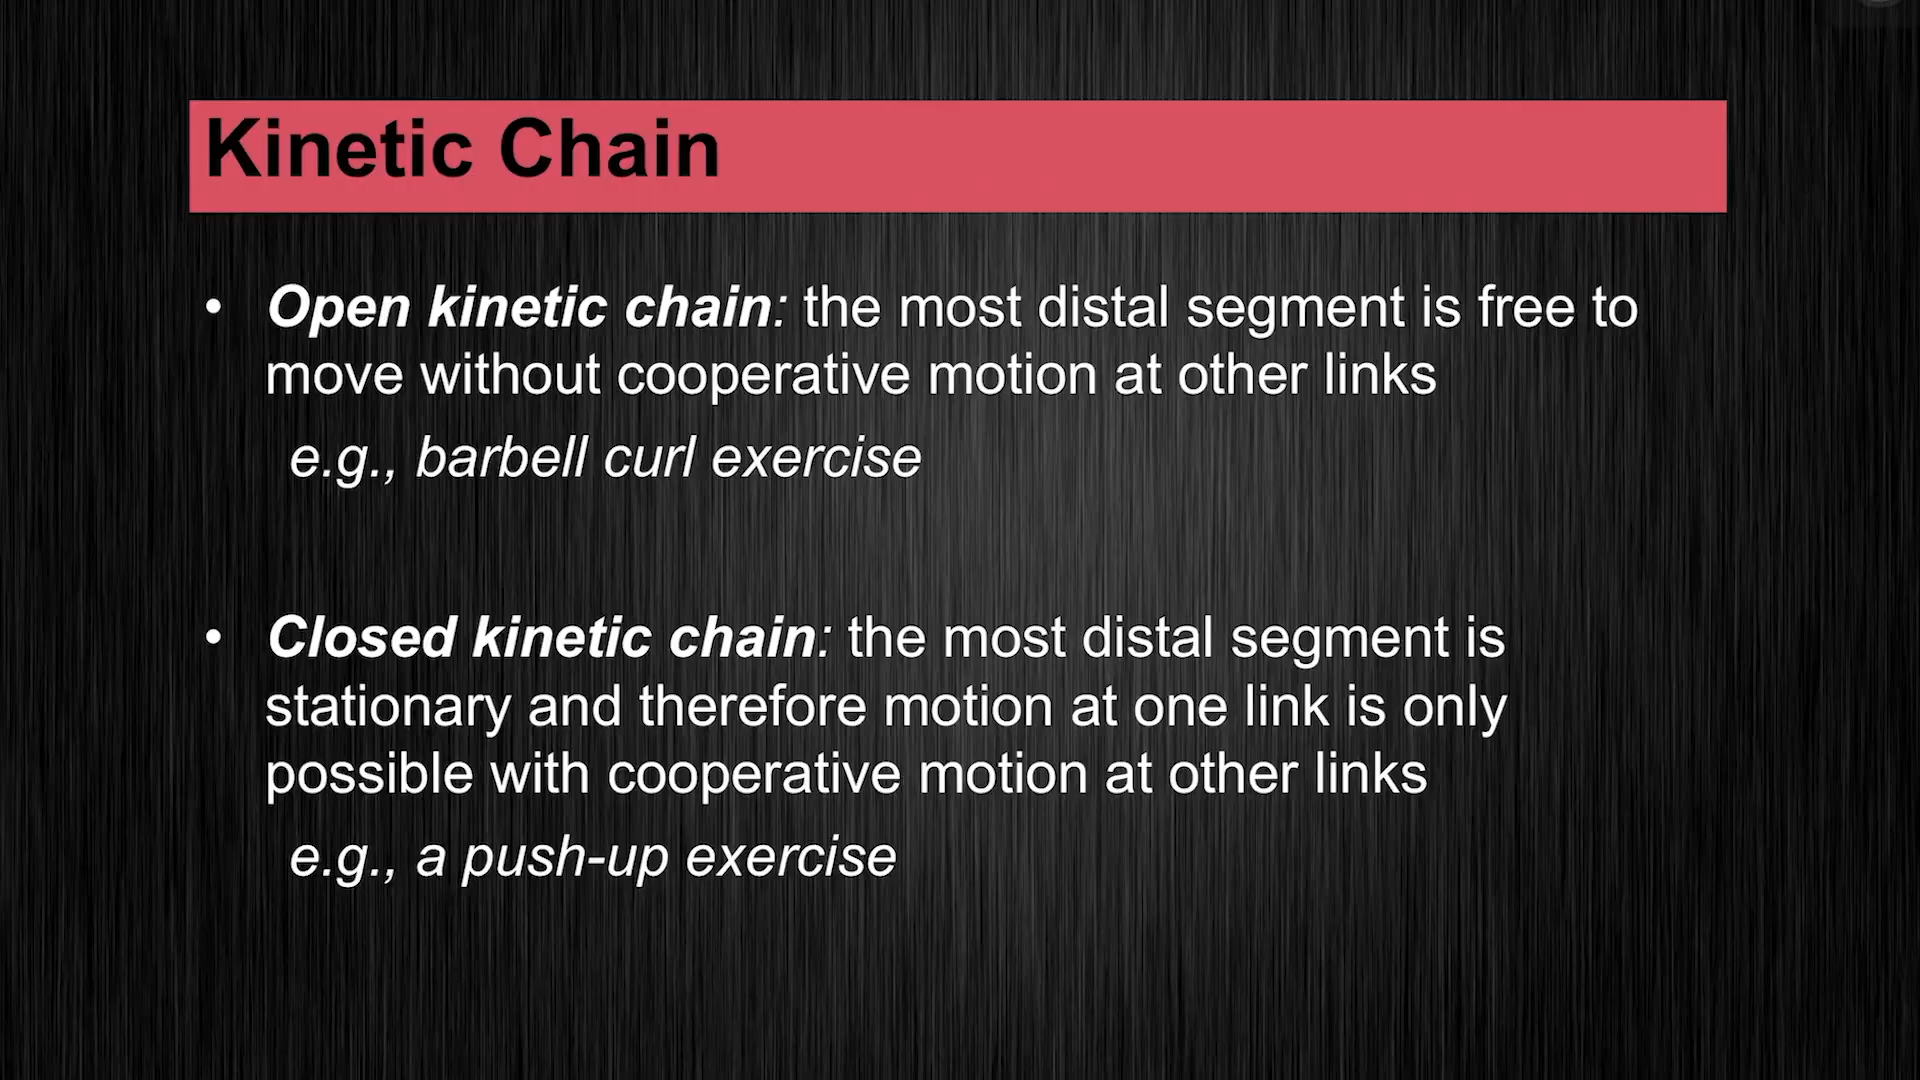 Kinetic Chain
• Open kinetic chain: the most distal segment is free to
move without cooperative motion at other links
e.g., barbell curl exercise
• Closed kinetic chain: the most distal segment is
stationary and therefore motion at one link is only
possible with cooperative motion at other links
e.g., a push-up exercise